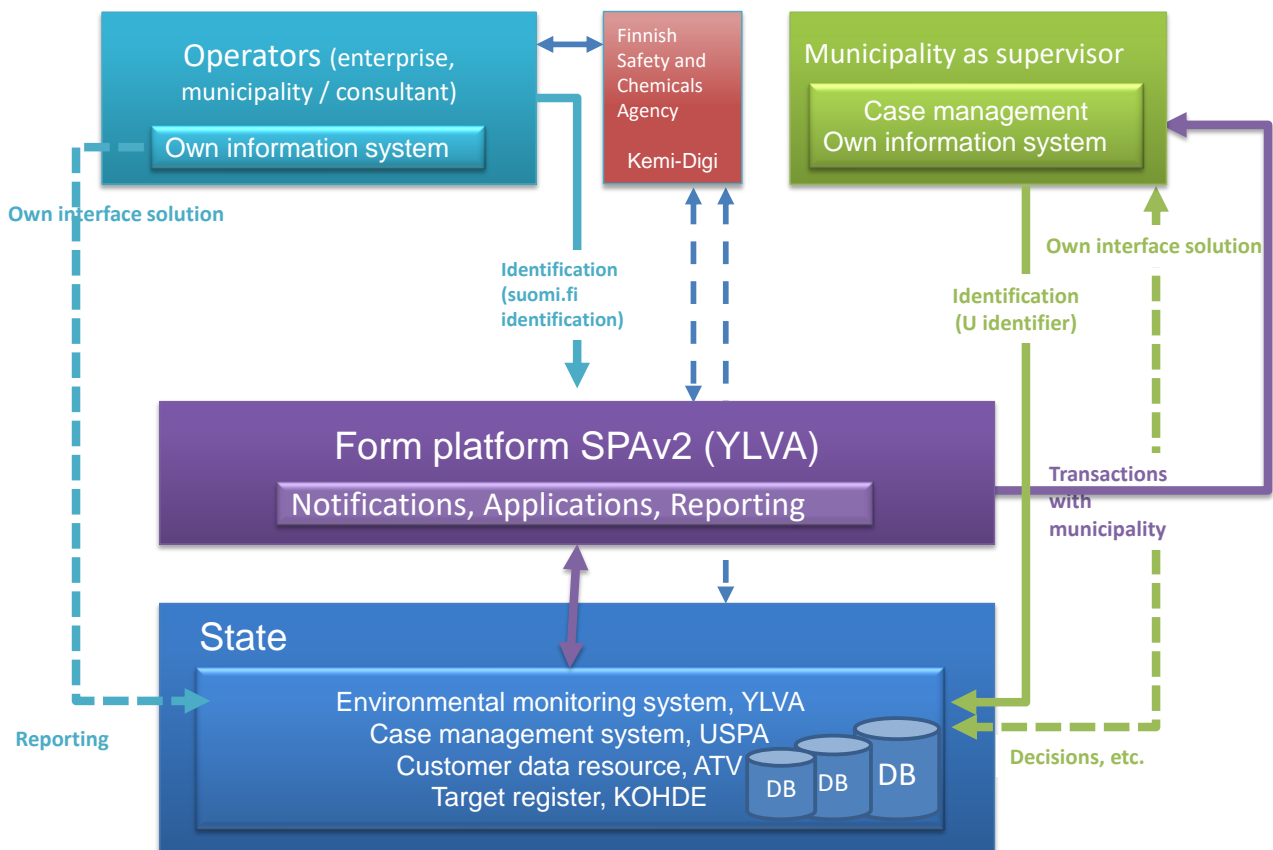 Operators (enterprise,
municipality / consultant)
Own information system
Finnish
Safety and
Chemicals
Agency
Kemi-Digi
Municipality as supervisor
Case management
Own information system
Own interface solution
Own interface solution
Identification
(suomi.fi
identification)
Identification
(U identifier)
Form platform SPAv2 (YLVA)
Notifications, Applications, Reporting
Transactions
with
municipality
State
Environmental monitoring system, YLVA
Case management system, USPA
Customer data resource, ATV
Target register, KOHDE
DB
DB
DB
Reporting
Decisions, etc.